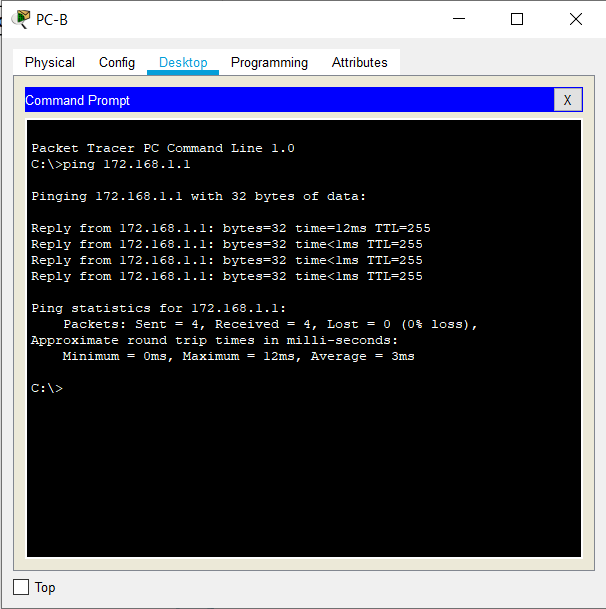 PC-B
Physical Config Desktop Programming Attributes
Command Prompt X
Packet Tracer PC Command Line 1.0
C:\>ping 172.168.1.1
Pinging 172.168.1.1 with 32 bytes of data:
Reply from 172.168.1.1: bytes=32 time=12ms TTL=255
Reply from 172.168.1.1: bytes=32 time<1ms TTL=255
Reply from 172.168.1.1: bytes=32 time<1ms TTL=255
Reply from 172.168.1.1: bytes=32 time<1ms TTL=255
Ping statistics for 172.168.1.1:
Packets: Sent = 4, Received = 4, Lost = 0 (0% loss),
Approximate round trip times in milli-seconds:
Minimum = 0ms, Maximum = 12ms, Average = 3ms
C:\>
Top